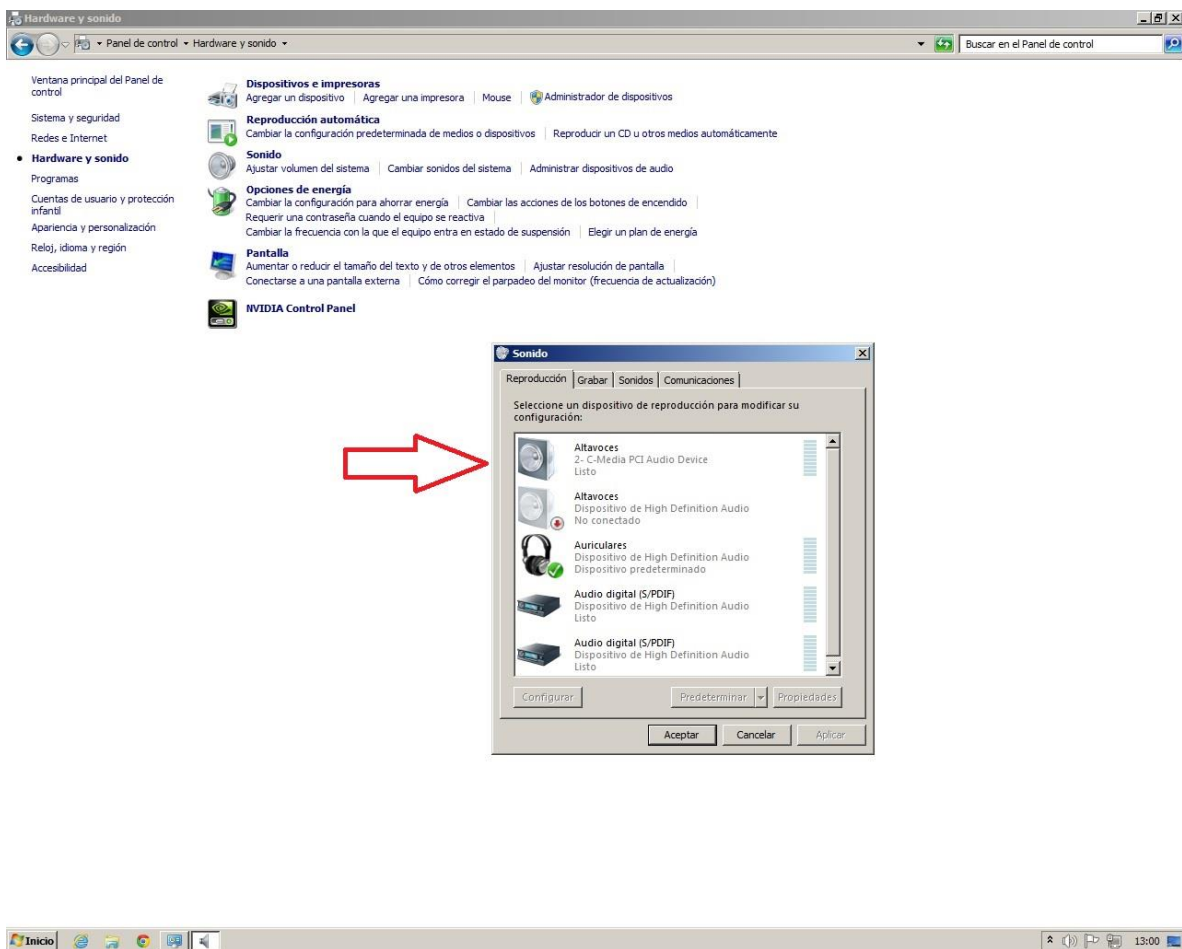 Hardware y sonido
Panel de control Hardware y sonido
Buscar en el Panel de control
Ventana principal del Panel de
control
Sistema y seguridad
Redes e Internet
Hardware y sonido
Programas
Cuentas de usuario y protección
infantil
Apariencia y personalización
Reloj, idioma y región
Accesibilidad
Dispositivos e impresoras
Agregar un dispositivo Agregar una impresora Mouse Administrador de dispositivos
Reproducción automática
Cambiar la configuración predeterminada de medios o dispositivos Reproducir un CD u otros medios automáticamente
Sonido
Ajustar volumen del sistema Cambiar sonidos del sistema Administrar dispositivos de audio
Opciones de energía
Cambiar la configuración para ahorrar energía Cambiar las acciones de los botones de encendido
Requerir una contraseña cuando el equipo se reactiva
Cambiar la frecuencia con la que el equipo entra en estado de suspensión Elegir un plan de energía
Pantalla
Aumentar o reducir el tamaño del texto y de otros elementos Ajustar resolución de pantalla
Conectarse a una pantalla externa Cómo corregir el parpadeo del monitor (frecuencia de actualización)
NVIDIA Control Panel
Sonido
Reproducción Grabar Sonidos Comunicaciones
Seleccione un dispositivo de reproducción para modificar su
configuración:
Altavoces
2- C-Media PCI Audio Device
Listo
Altavoces
Dispositivo de High Definition Audio
No conectado
Auriculares
Dispositivo de High Definition Audio
Dispositivo predeterminado
Audio digital (S/PDIF)
Dispositivo de High Definition Audio
Listo
Audio digital (S/PDIF)
Dispositivo de High Definition Audio
Listo
Configurar Predeterminar Propiedades
Aceptar Cancelar Aplicar
Inicio 13:00